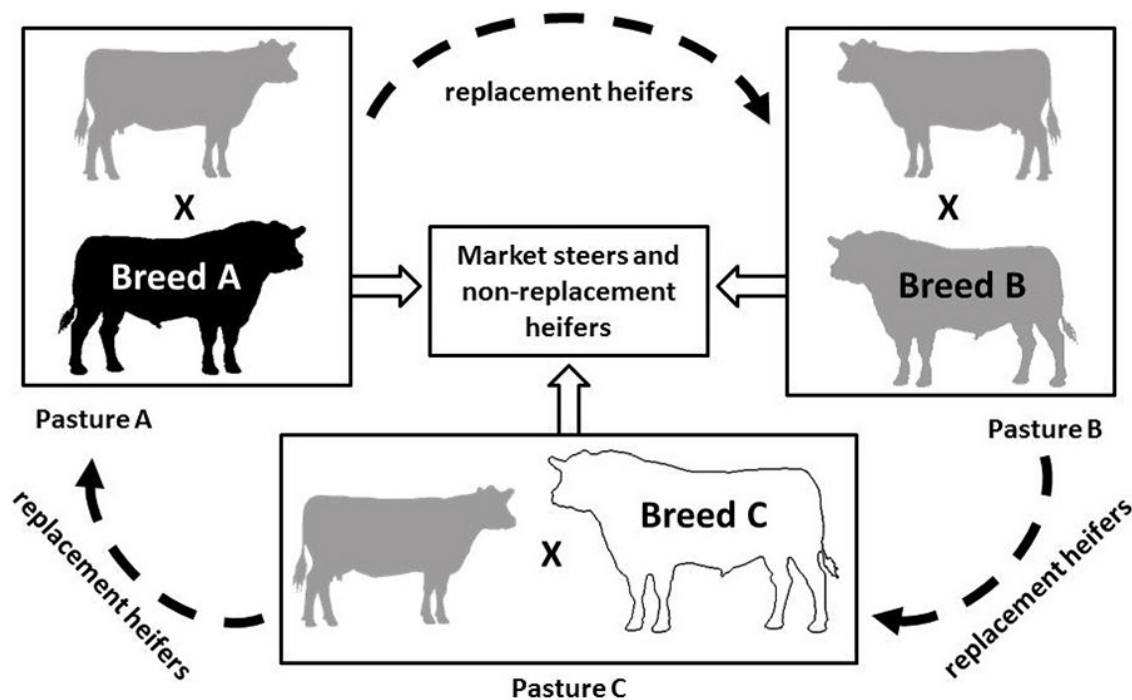 replacement heifers
X
Breed A
Market steers and
non-replacement
heifers
X
Breed B
Pasture A
Pasture B
replacement heifers
X
Breed C
replacement heifers
Pasture C